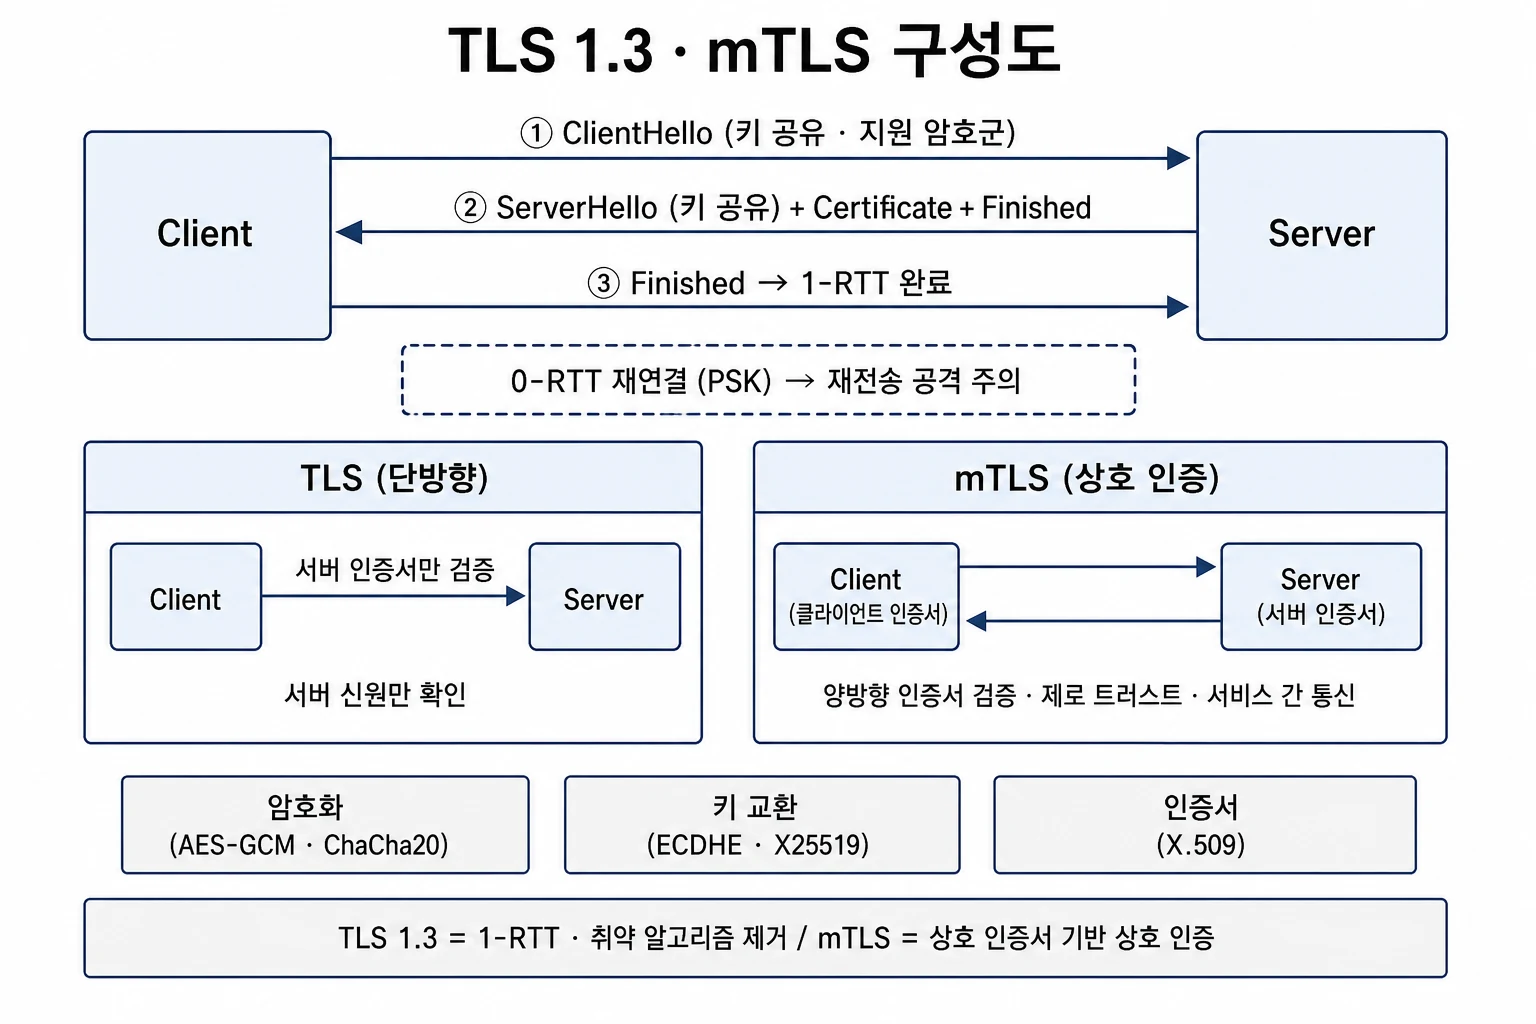 TLS 1.3 · mTLS 구성도
① ClientHello (키 공유 · 지원 암호군)
② ServerHello (키 공유) + Certificate + Finished
Client
Server
③ Finished → 1-RTT 완료
0-RTT 재연결 (PSK) → 재전송 공격 주의
TLS (단방향)
Client
서버 인증서만 검증
Server
서버 신원만 확인
mTLS (상호 인증)
Client
(클라이언트 인증서)
Server
(서버 인증서)
양방향 인증서 검증 · 제로 트러스트 · 서비스 간 통신
암호화
(AES-GCM · ChaCha20)
키 교환
(ECDHE · X25519)
인증서
(X.509)
TLS 1.3 = 1-RTT · 취약 알고리즘 제거 / mTLS = 상호 인증서 기반 상호 인증